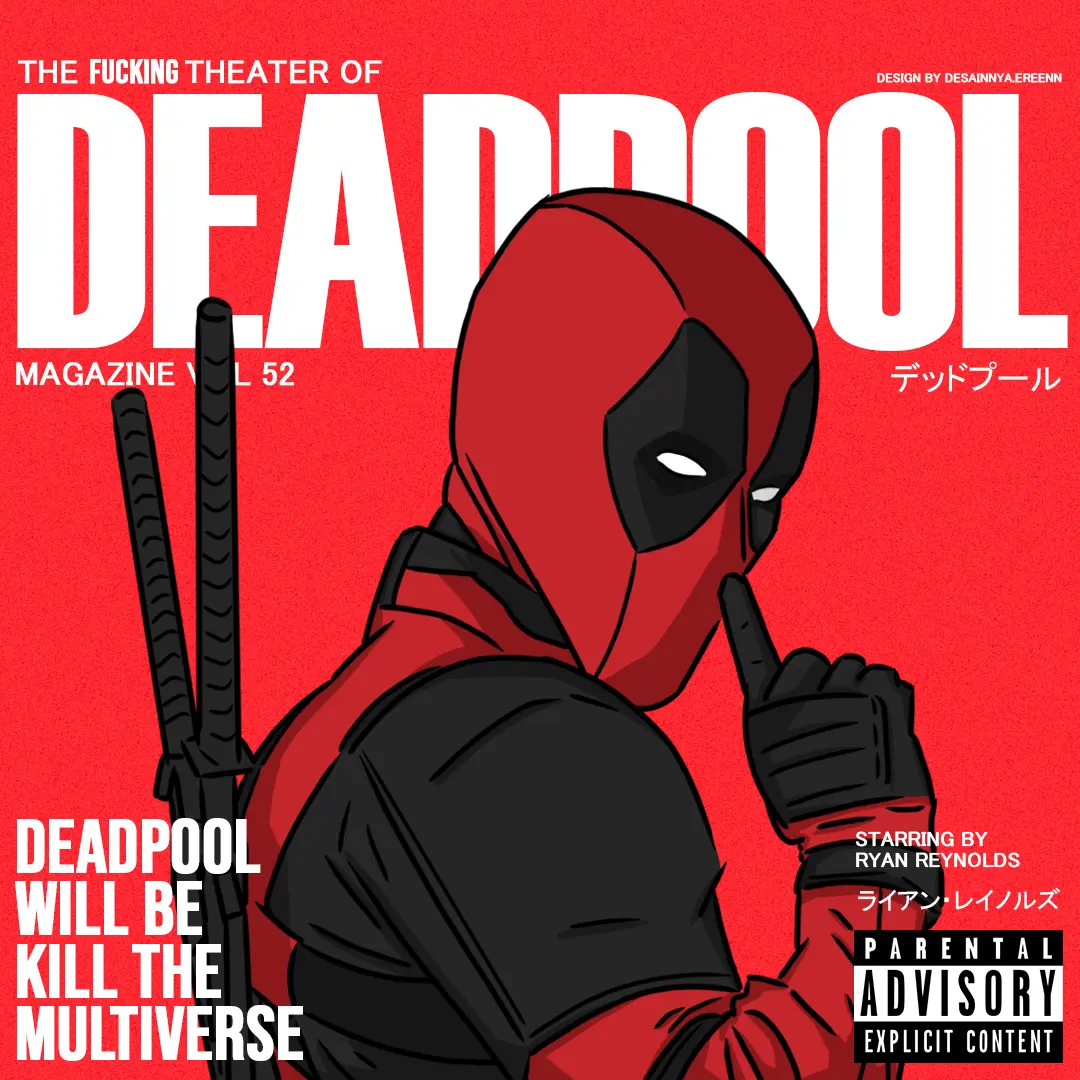 THE FUCKING THEATER OF
DESIGN BY DESAINNYA.EREENN
DEADPOOL
MAGAZINE VOL 52
デッドプール
DEADPOOL
WILL BE
KILL THE
MULTIVERSE
STARRING BY
RYAN REYNOLDS
ライアン・レイノルズ
PARENTAL
ADVISORY
EXPLICIT CONTENT